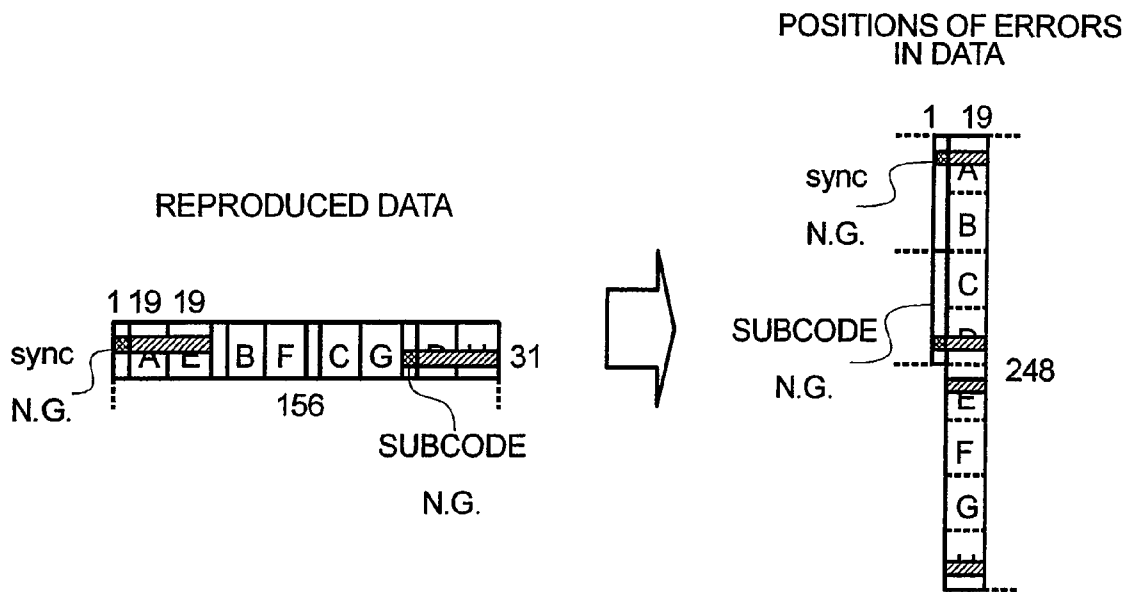 POSITIONS OF ERRORS
IN DATA
1 19
sync
N.G.
A
B
C
D
E
F
G
SUBCODE
N.G.
248
REPRODUCED DATA
1 19 19
sync
N.G.
A E B F C G
31
156
SUBCODE
N.G.